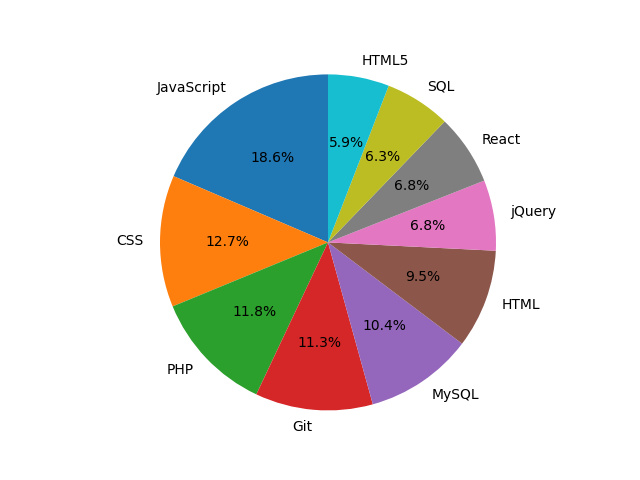 HTML5
SQL
JavaScript
React
5.9%
6.3%
18.6%
6.8%
jQuery
6.8%
CSS
12.7%
9.5%
HTML
11.8%
10.4%
11.3%
PHP
MySQL
Git